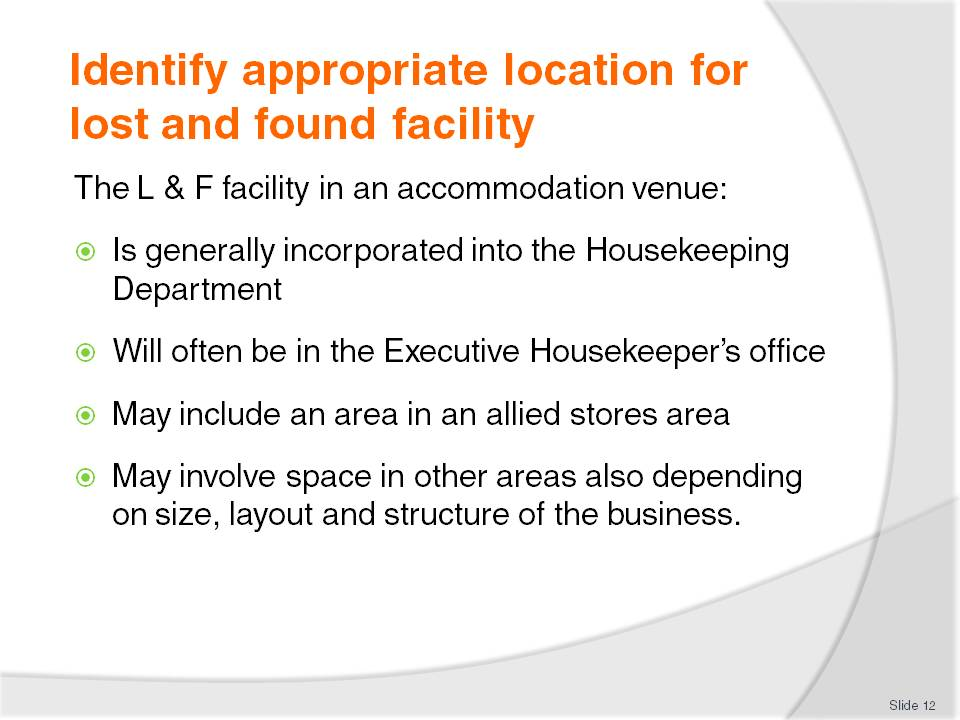 Identify appropriate location for
lost and found facility
The L & F facility in an accommodation venue:
Is generally incorporated into the Housekeeping
Department
Will often be in the Executive Housekeeper’s office
May include an area in an allied stores area
May involve space in other areas also depending
on size, layout and structure of the business.
Slide 12